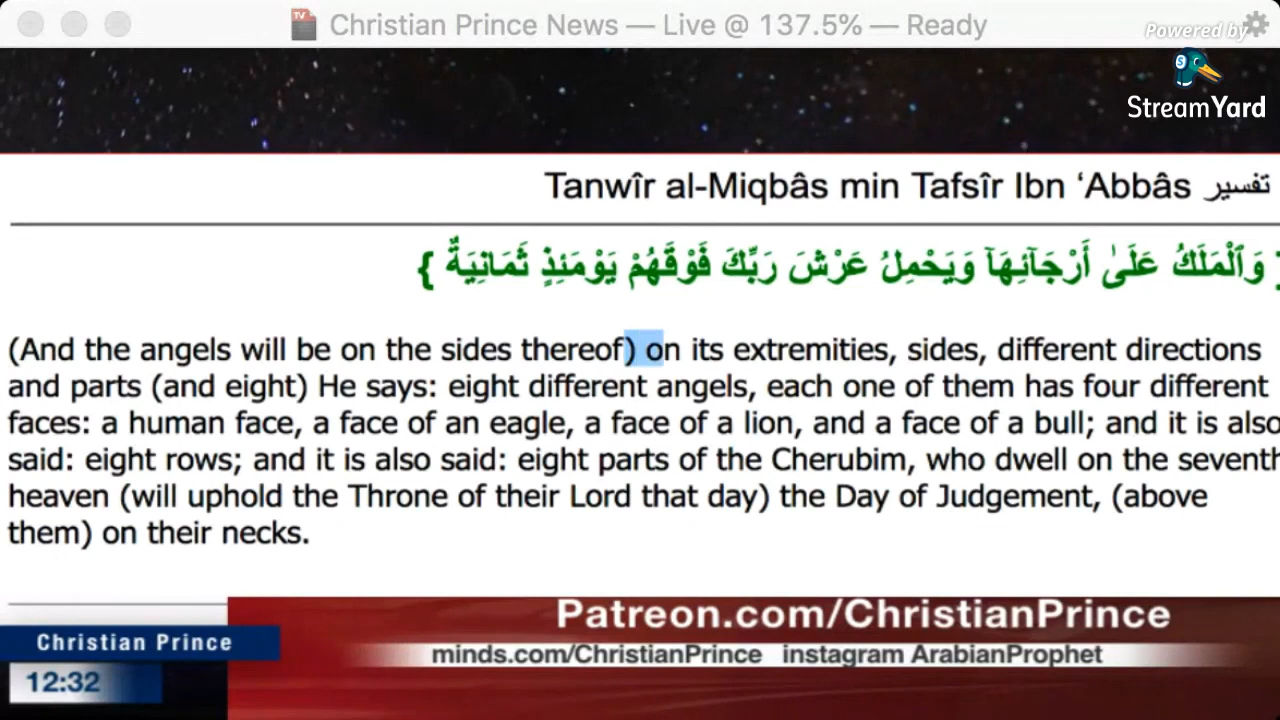 Christian Prince News — Live @ 137.5% — Ready
Powered by
StreamYard
Tanwîr al-Miqbâs min Tafsîr Ibn ‘Abbâs تفسير
وَٱلْمَلَكُ عَلَىٰ أَرْجَآئِهَآ وَيَحْمِلُ عَرْشَ رَبِّكَ فَوْقَهُمْ يَوْمَئِذٍ ثَمَانِيَةٌ }
(And the angels will be on the sides thereof) on its extremities, sides, different directions
and parts (and eight) He says: eight different angels, each one of them has four different
faces: a human face, a face of an eagle, a face of a lion, and a face of a bull; and it is also
said: eight rows; and it is also said: eight parts of the Cherubim, who dwell on the seventh
heaven (will uphold the Throne of their Lord that day) the Day of Judgement, (above
them) on their necks.
Patreon.com/ChristianPrince
Christian Prince
minds.com/ChristianPrince instagram ArabianProphet
12:32